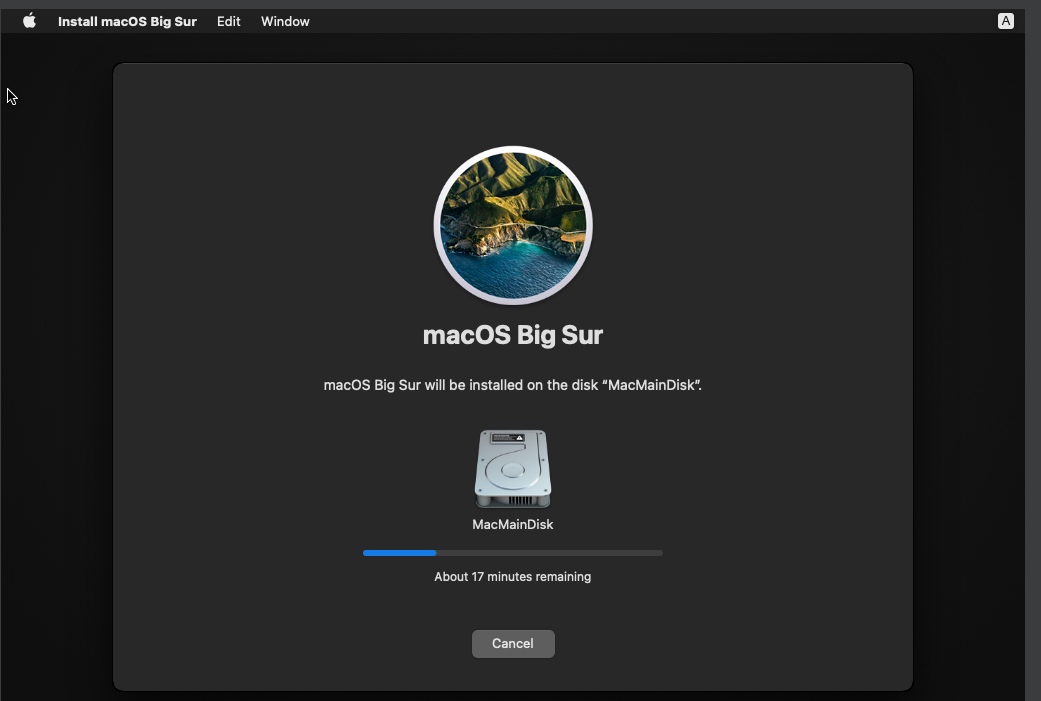 Install macOS Big Sur Edit Window A
macOS Big Sur
macOS Big Sur will be installed on the disk “MacMainDisk”.
MacMainDisk
About 17 minutes remaining
Cancel